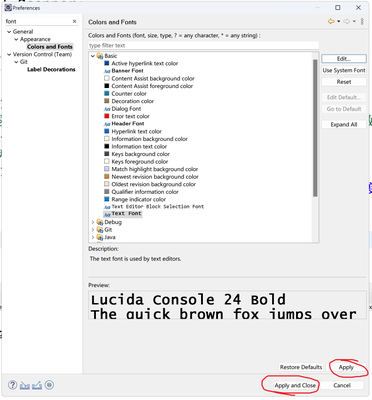 Preferences
font
Colors and Fonts
General
Appearance
Colors and Fonts
Version Control (Team)
Git
Label Decorations
Colors and Fonts (font, size, type, ? = any character, * = any string) :
type filter text
Basic
Active hyperlink text color
Banner Font
Content Assist background color
Content Assist foreground color
Counter color
Decoration color
Dialog Font
Error text color
Header Font
Hyperlink text color
Information background color
Information text color
Keys background color
Keys foreground color
Match highlight background color
Newest revision background color
Oldest revision background color
Qualifier information color
Range indicator color
Text Editor Block Selection Font
Text Font
Debug
Git
Java
Edit...
Use System Font
Reset
Edit Default...
Go to Default
Expand All
Description:
The text font is used by text editors.
Preview:
Lucida Console 24 Bold
The quick brown fox jumps over
Restore Defaults
Apply
Apply and Close
Cancel